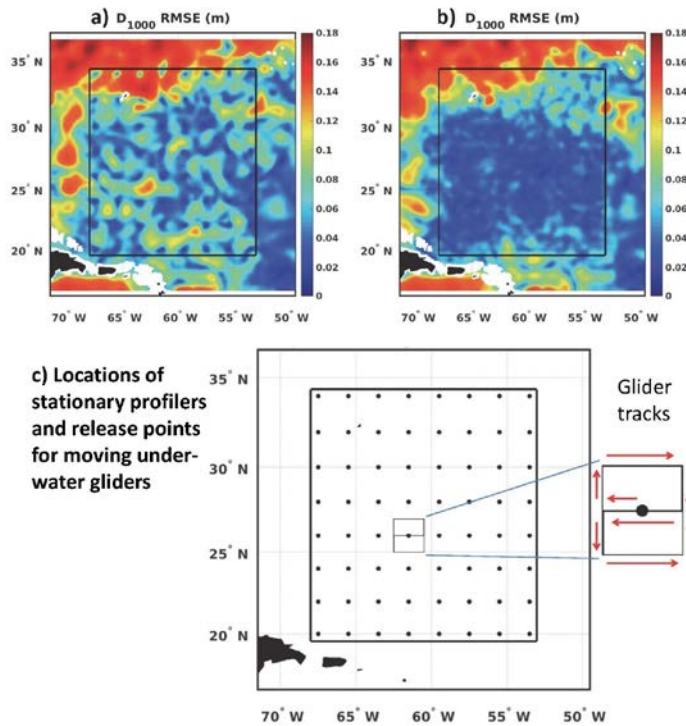 a) D1000 RMSE (m)
b) D1000 RMSE (m)
35° N
30° N
25° N
20° N
70° W
65° W
60° W
55° W
50° W
0.18
0.16
0.14
0.12
0.10
0.08
0.06
0.04
0.02
0
35° N
30° N
25° N
20° N
70° W
65° W
60° W
55° W
50° W
0.18
0.16
0.14
0.12
0.10
0.08
0.06
0.04
0.02
0
c) Locations of
stationary profilers
and release points
for moving under-
water gliders
35° N
30° N
25° N
20° N
70° W
65° W
60° W
55° W
50° W
Glider
tracks